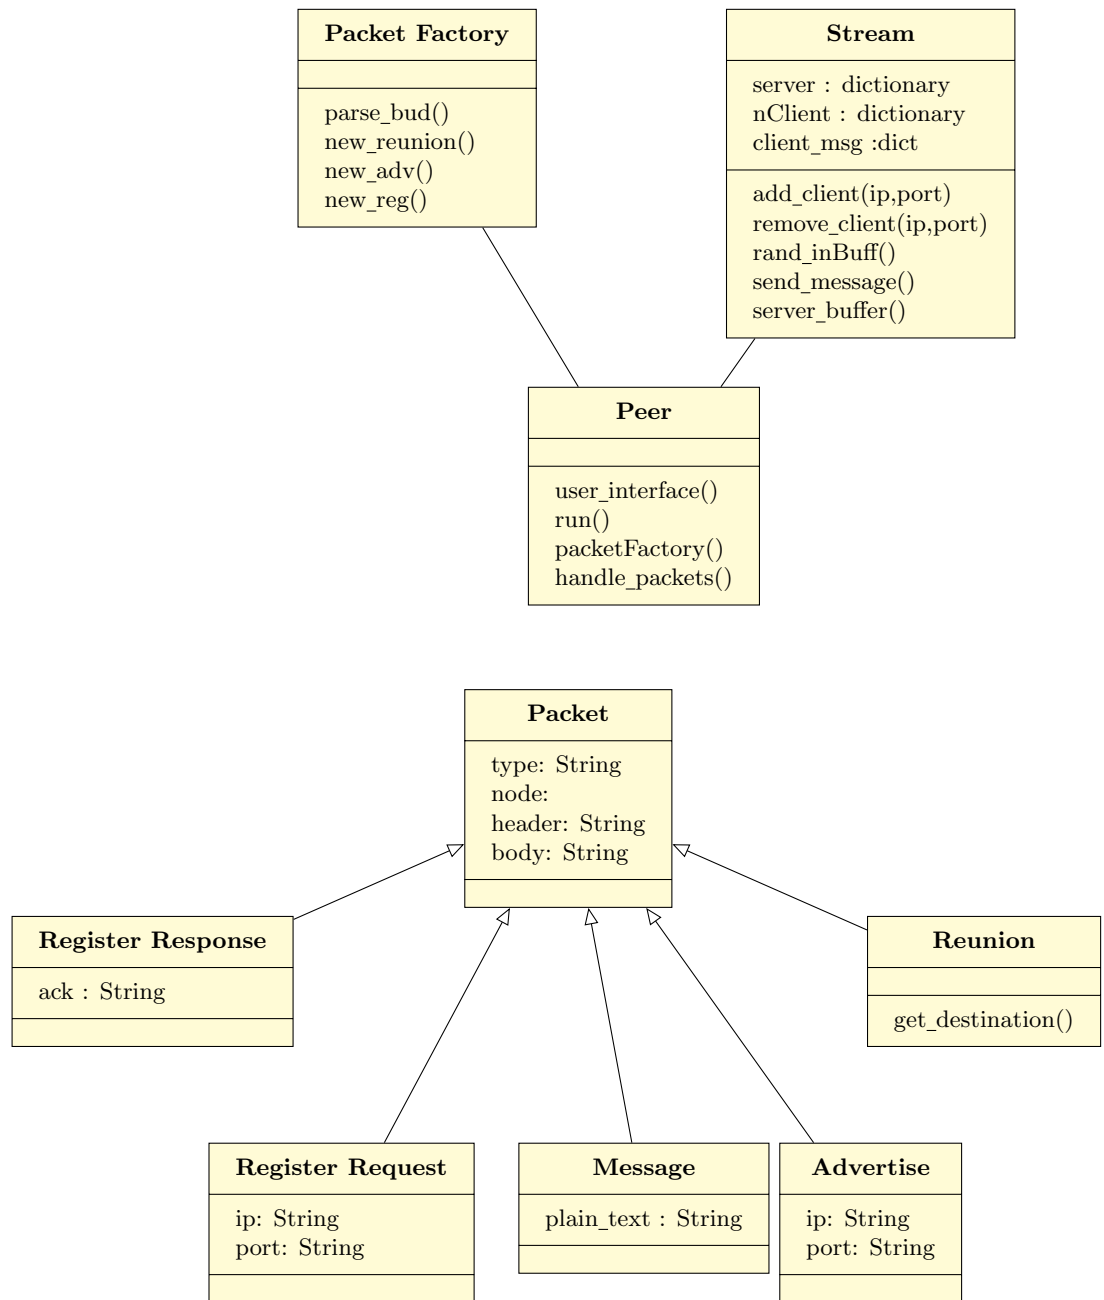 Packet Factory
parse_bud()
new_reunion()
new_adv()
new_reg()
Stream
server : dictionary
nClient : dictionary
client_msg :dict
add_client(ip,port)
remove_client(ip,port)
rand_inBuff()
send_message()
server_buffer()
Peer
user_interface()
run()
packetFactory()
handle_packets()
Packet
type: String
node:
header: String
body: String
Register Response
ack : String
Reunion
get_destination()
Register Request
ip: String
port: String
Message
plain_text : String
Advertise
ip: String
port: String